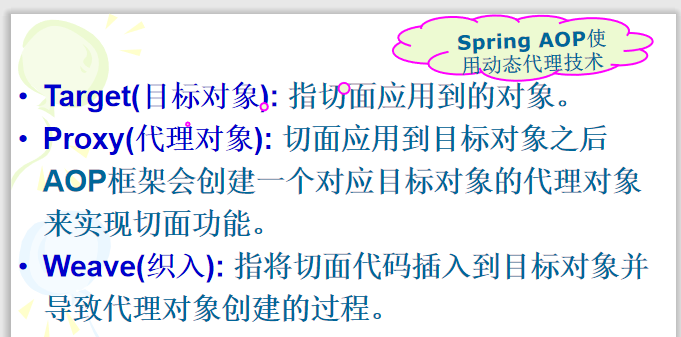 Spring AOP使
用动态代理技术
• Target(目标对象): 指切面应用到的对象。
• Proxy(代理对象): 切面应用到目标对象之后
AOP框架会创建一个对应目标对象的代理对象
来实现切面功能。
• Weave(织入): 指将切面代码插入到目标对象并
导致代理对象创建的过程。